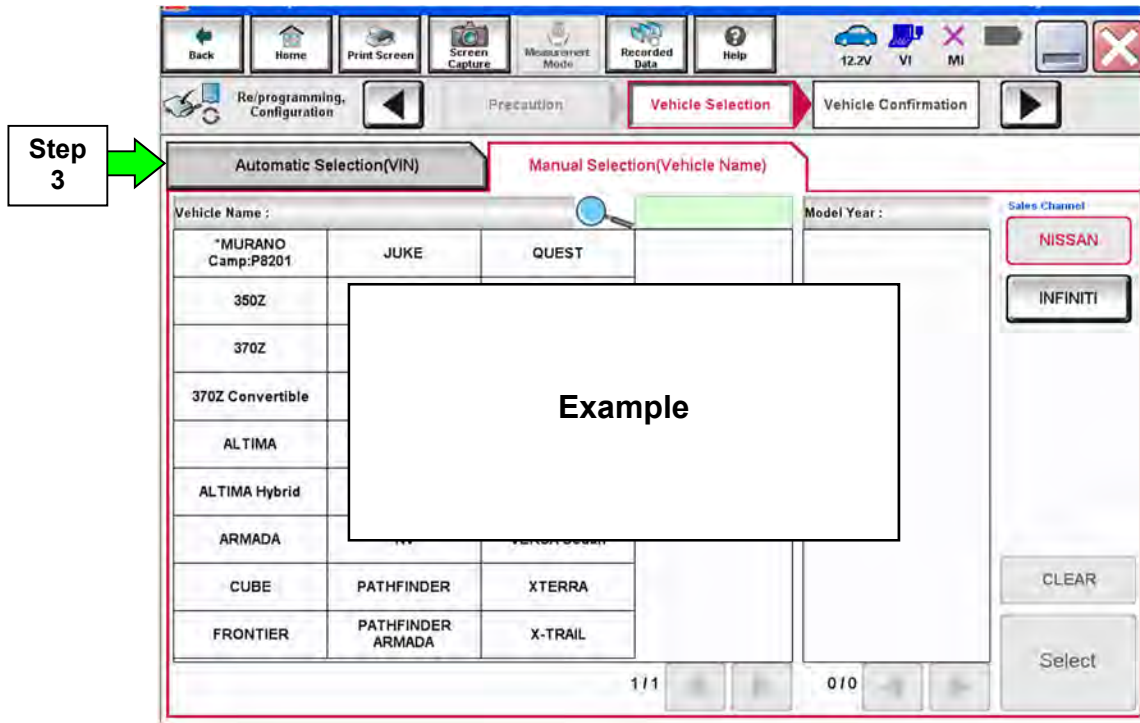 Back
Home
Print Screen
Screen
Capture
Measurement
Mode
Recorded
Data
Help
12.2V
VI
MI
Re/programming,
Configuration
Precaution
Vehicle Selection
Vehicle Confirmation
Step
3
Automatic Selection(VIN)
Manual Selection(Vehicle Name)
Vehicle Name :
Model Year :
Sales Channel
*MURANO
Camp:P8201
JUKE
QUEST
NISSAN
350Z
INFINITI
370Z
370Z Convertible
Example
ALTIMA
ALTIMA Hybrid
ARMADA
CUBE
PATHFINDER
XTERRA
CLEAR
FRONTIER
PATHFINDER
ARMADA
X-TRAIL
Select
1/1
0/0